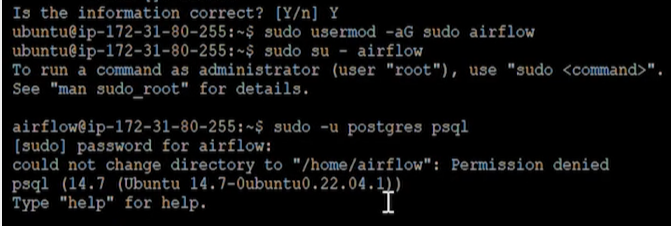 Is the information correct? [Y/n] Y
ubuntu@ip-172-31-80-255:~$ sudo usermod -aG sudo airflow
ubuntu@ip-172-31-80-255:~$ sudo su - airflow
To run a command as administrator (user "root"), use "sudo <command>".
See "man sudo_root" for details.

airflow@ip-172-31-80-255:~$ sudo -u postgres psql
[sudo] password for airflow:
could not change directory to "/home/airflow": Permission denied
psql (14.7 (Ubuntu 14.7-0ubuntu0.22.04.1))
Type "help" for help.